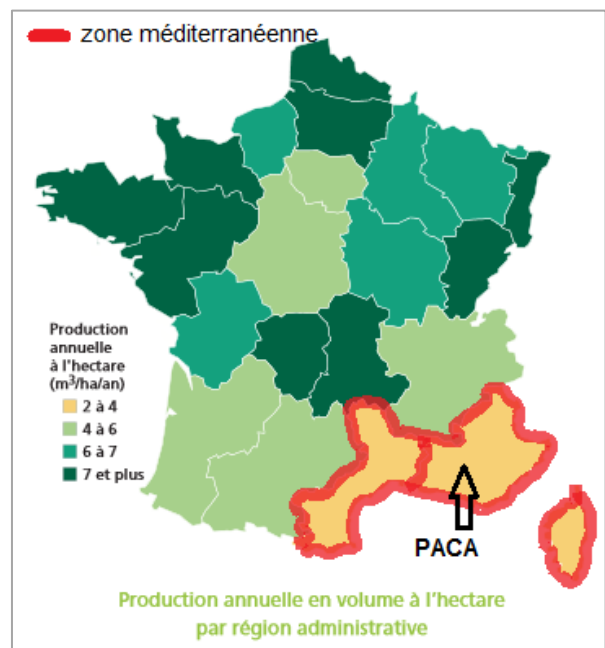 zone méditerranéenne
Production
annuelle
à l'hectare
(m³/ha/an)
2 à 4
4 à 6
6 à 7
7 et plus
PACA
Production annuelle en volume à l'hectare
par région administrative